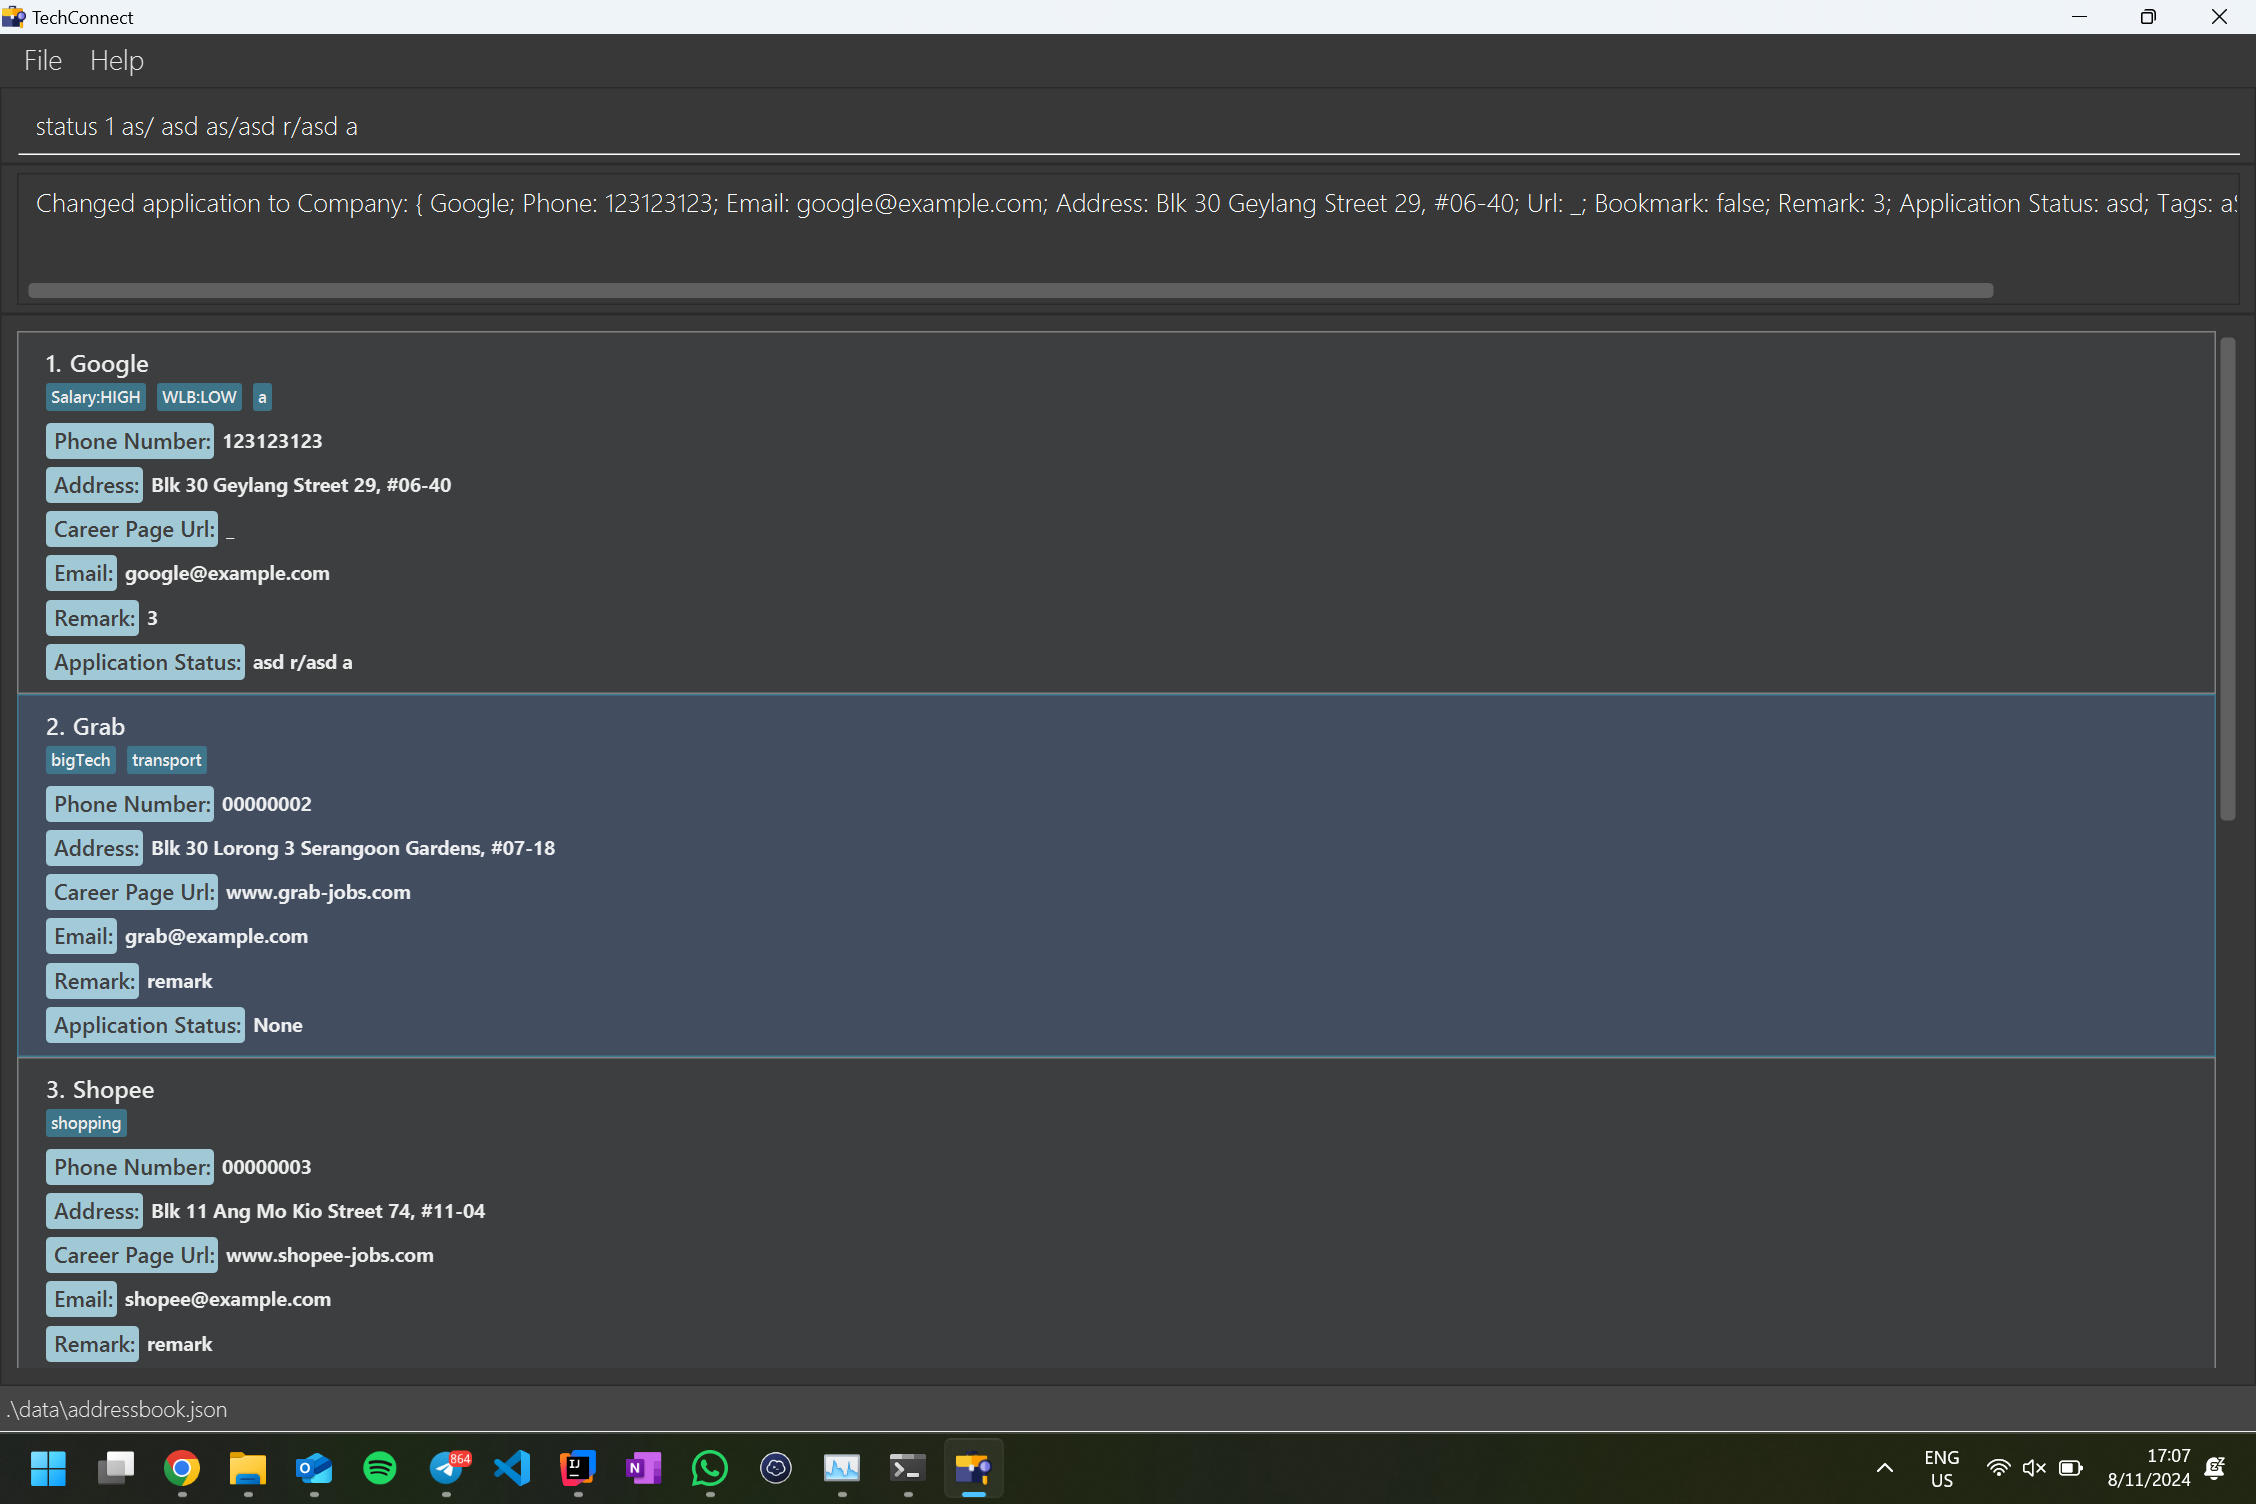 TechConnect
File Help
status 1 as/ asd as/asd r/asd a
Changed application to Company: { Google; Phone: 123123123; Email: google@example.com; Address: Blk 30 Geylang Street 29, #06-40; Url: _; Bookmark: false; Remark: 3; Application Status: asd; Tags:
1. Google
Salary:HIGH WLB:LOW a
Phone Number: 123123123
Address: Blk 30 Geylang Street 29, #06-40
Career Page Url: _
Email: google@example.com
Remark: 3
Application Status: asd r/asd a
2. Grab
bigTech transport
Phone Number: 00000002
Address: Blk 30 Lorong 3 Serangoon Gardens, #07-18
Career Page Url: www.grab-jobs.com
Email: grab@example.com
Remark: remark
Application Status: None
3. Shopee
shopping
Phone Number: 00000003
Address: Blk 11 Ang Mo Kio Street 74, #11-04
Career Page Url: www.shopee-jobs.com
Email: shopee@example.com
Remark: remark
.\data\addressbook.json
864
ENG
US
17:07
8/11/2024